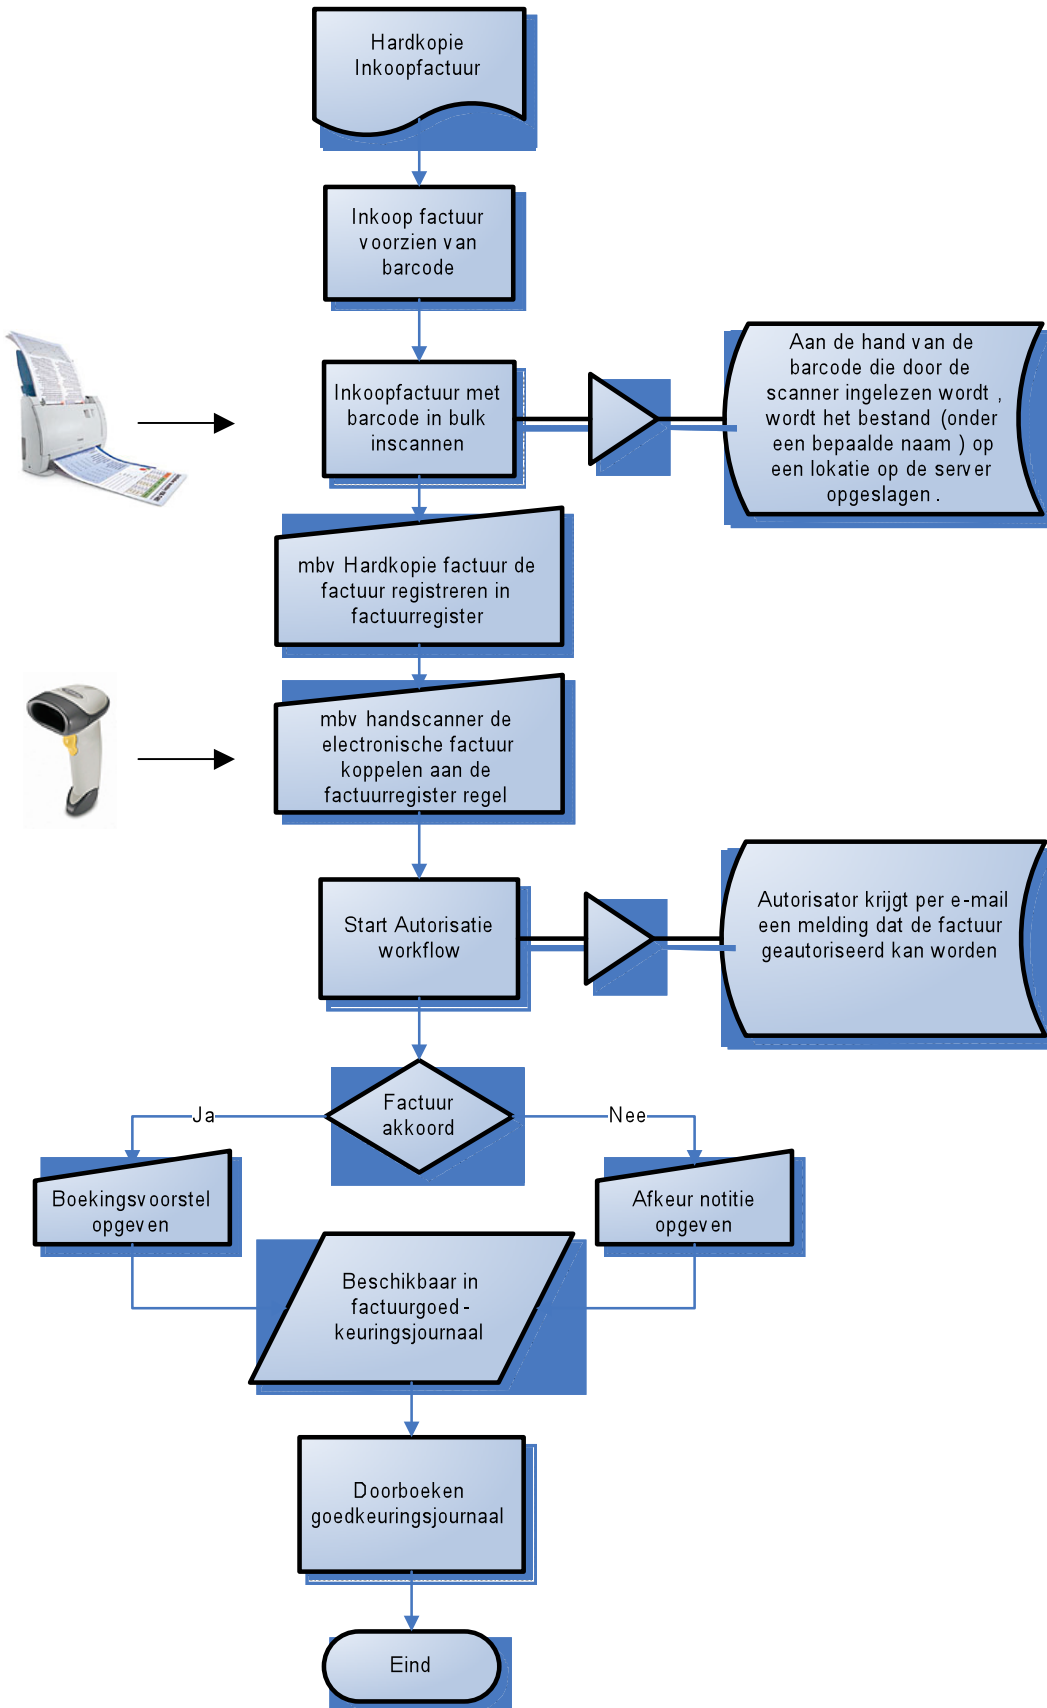 Hardkopie
Inkoopfactuur
Inkoop factuur
voorzien van
barcode
Inkoopfactuur met
barcode in bulk
inscannen
Aan de hand van de
barcode die door de
scanner ingelezen wordt ,
wordt het bestand (onder
een bepaalde naam ) op
een lokatie op de server
opgeslagen .
mbv Hardkopie factuur de
factuur registreren in
factuurregister
mbv handscanner de
electronische factuur
koppelen aan de
factuurregister regel
Start Autorisatie
workflow
Autorisator krijgt per e-mail
een melding dat de factuur
geautoriseerd kan worden
Factuur
akkoord
Ja
Nee
Boekingsvoorstel
opgeven
Afkeur notitie
opgeven
Beschikbaar in
factuurgoed -
keuringsjournaal
Doorboeken
goedkeuringsjournaal
Eind